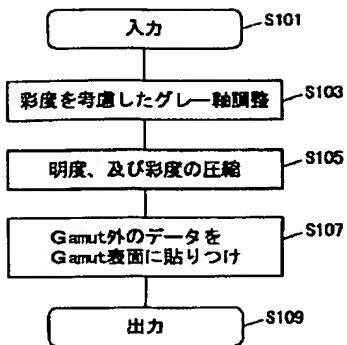 入力
S101
彩度を考慮したグレー軸調整
S103
明度、及び彩度の圧縮
S105
Gamut外のデータを
Gamut表面に貼りつけ
S107
出力
S109